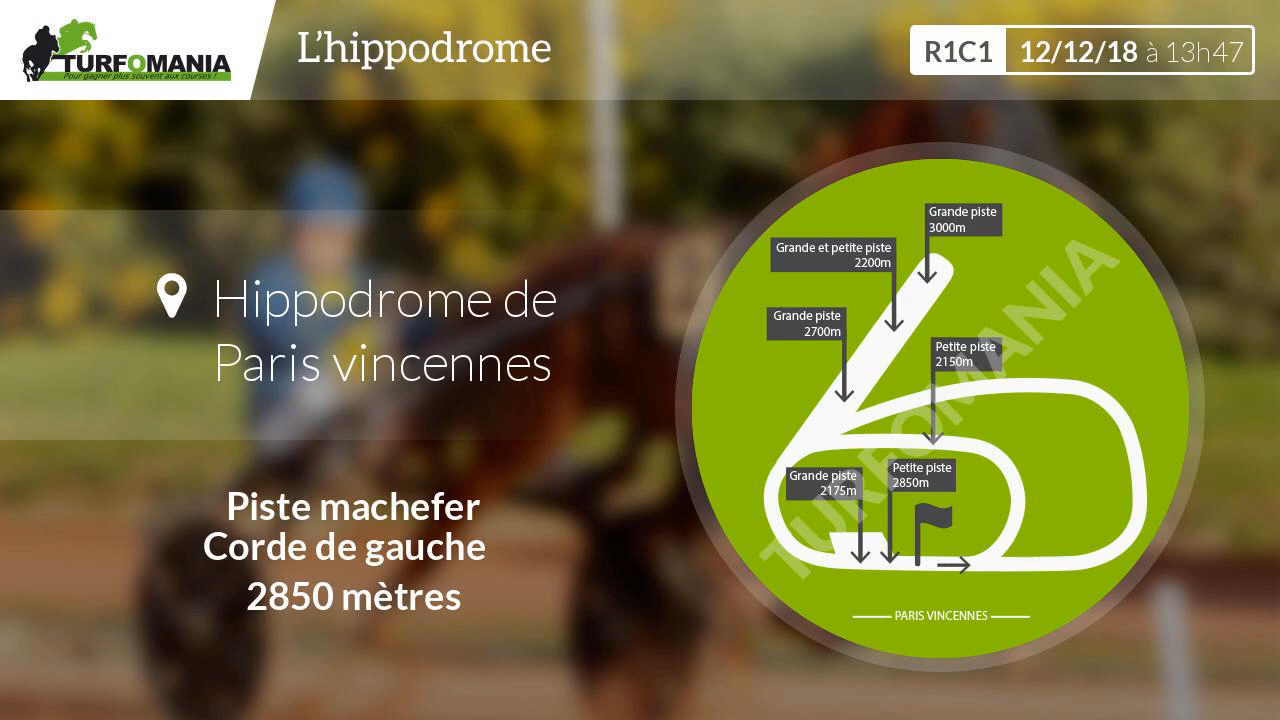 TURFOMANIA
Pour gagner plus souvent aux courses !
L'hippodrome
R1C1 12/12/18 à 13h47
Hippodrome de
Paris vincennes
Piste machefer
Corde de gauche
2850 mètres
Grande piste
3000m
Grande et petite piste
2200m
Grande piste
2700m
Petite piste
2150m
Grande piste
2175m
Petite piste
2850m
TURFOMANIA
PARIS VINCENNES